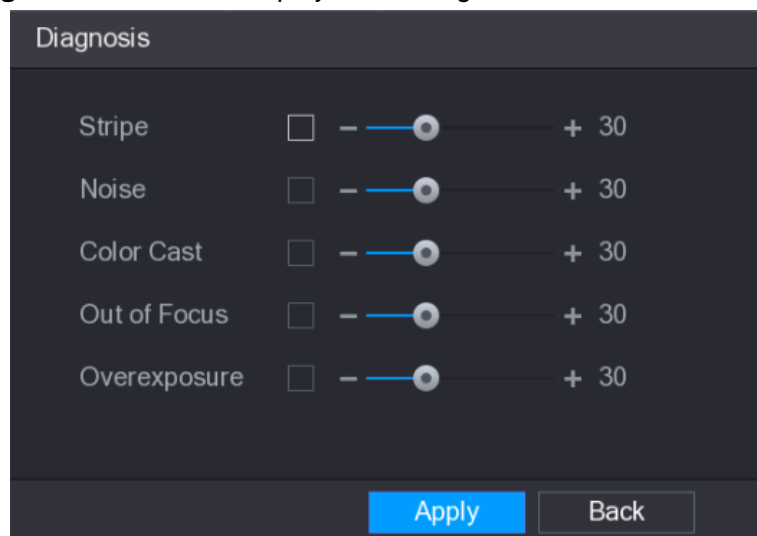 Diagnosis
Stripe − + 30
Noise − + 30
Color Cast − + 30
Out of Focus − + 30
Overexposure − + 30
Apply Back